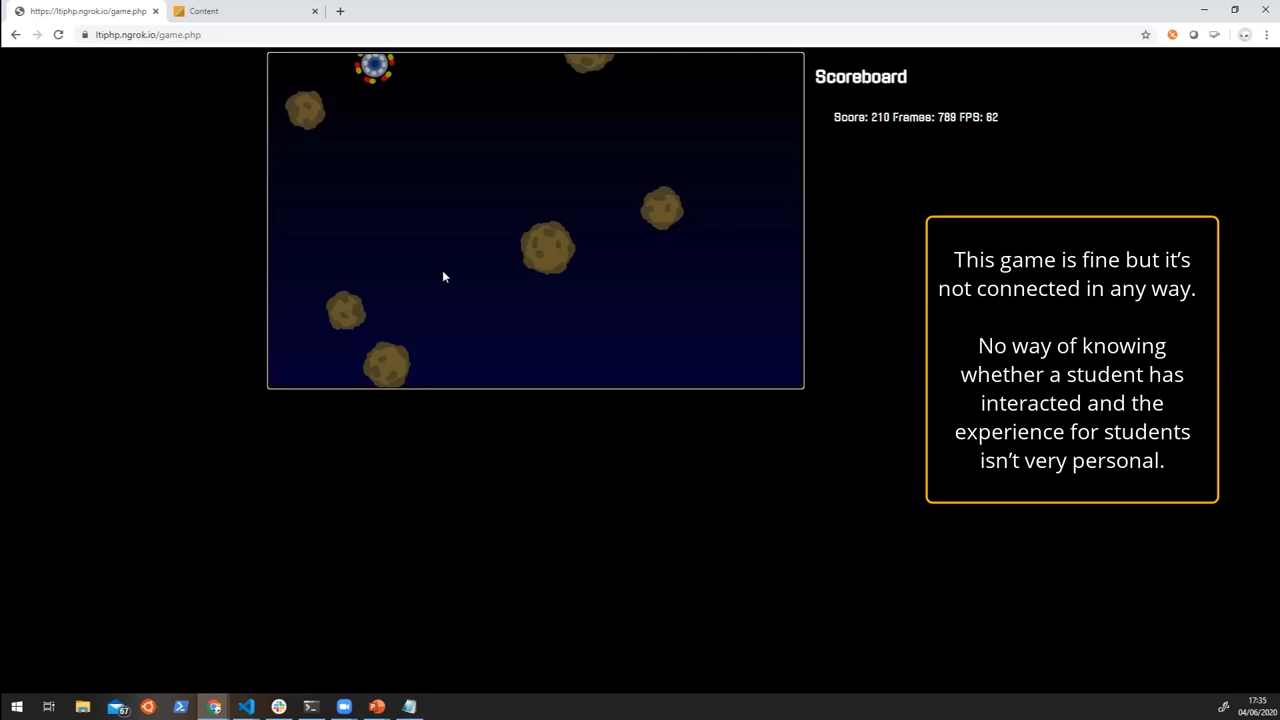 https://ltiphp.ngrok.io/game.php
Content
ltiphp.ngrok.io/game.php
Scoreboard
Score: 210 Frames: 789 FPS: 62
This game is fine but it’s
not connected in any way.
No way of knowing
whether a student has
interacted and the
experience for students
isn’t very personal.
67
17:35
04/06/2020